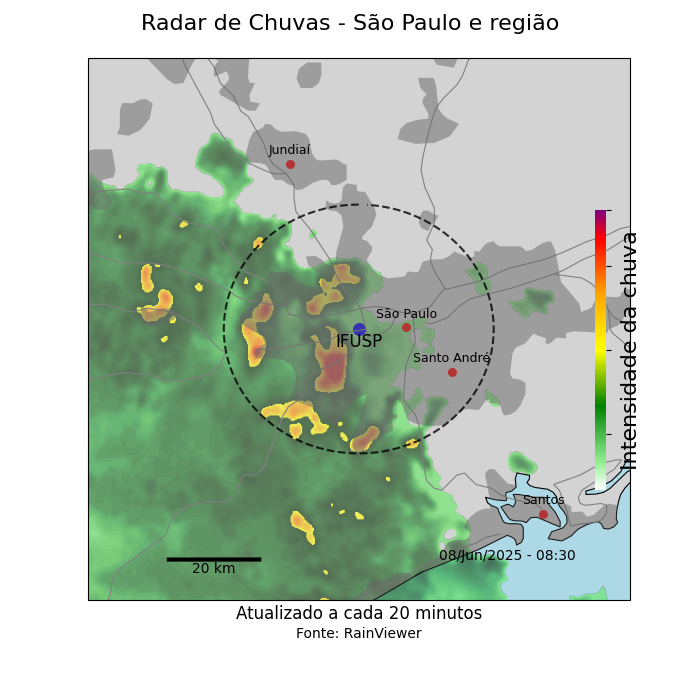 Radar de Chuvas - São Paulo e região
Jundiaí
São Paulo
IFUSP
Santo André
Intensidade da chuva
Santos
08/Jun/2025 - 08:30
20 km
Atualizado a cada 20 minutos
Fonte: RainViewer